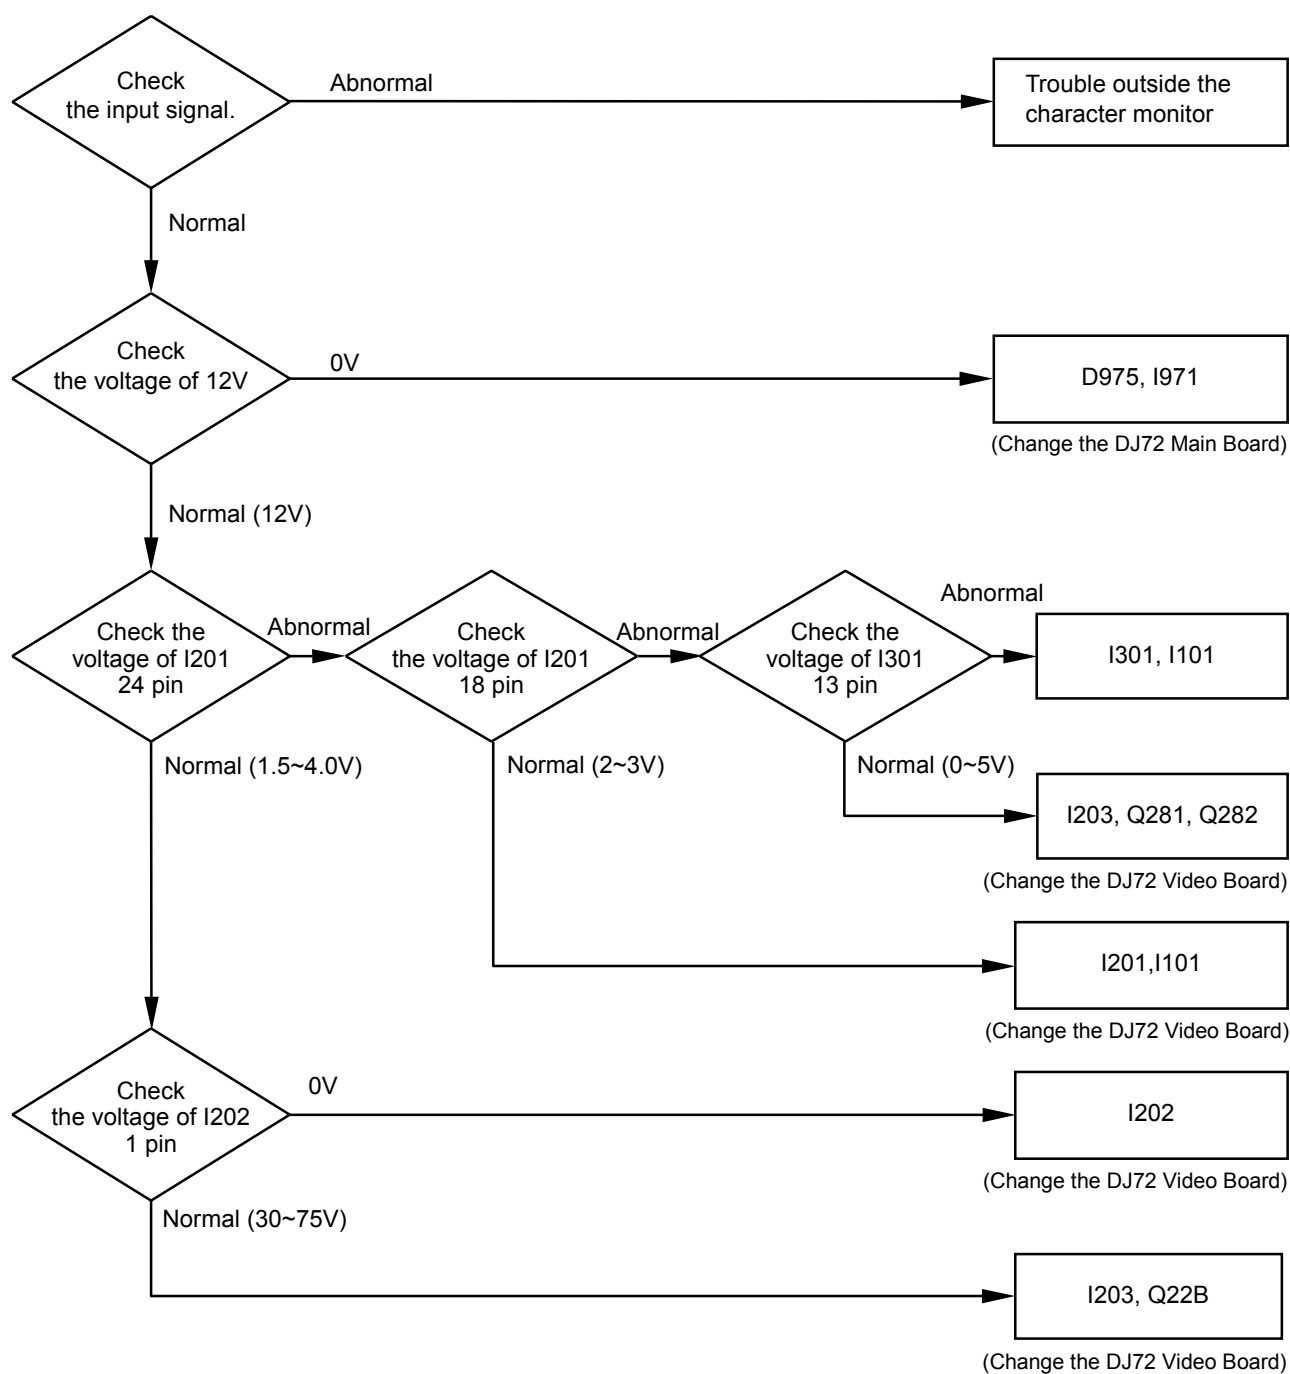 Check
the input signal.
Abnormal
Trouble outside the
character monitor
Normal
Check
the voltage of 12V
0V
D975, I971
(Change the DJ72 Main Board)
Normal (12V)
Check the
voltage of I201
24 pin
Abnormal
Check
the voltage of I201
18 pin
Abnormal
Check the
voltage of I301
13 pin
Abnormal
I301, I101
Normal (1.5~4.0V)
Normal (2~3V)
Normal (0~5V)
I203, Q281, Q282
(Change the DJ72 Video Board)
I201,I101
(Change the DJ72 Video Board)
Check
the voltage of I202
1 pin
0V
I202
(Change the DJ72 Video Board)
Normal (30~75V)
I203, Q22B
(Change the DJ72 Video Board)